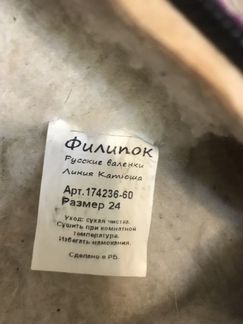 Филипок
Русские валенки
Линия Катюша
Арт.174236-60
Размер 24
Уход: сухая чистка.
Сушить при комнатной
температуре.
Избегать намокания.
Сделано в РБ.